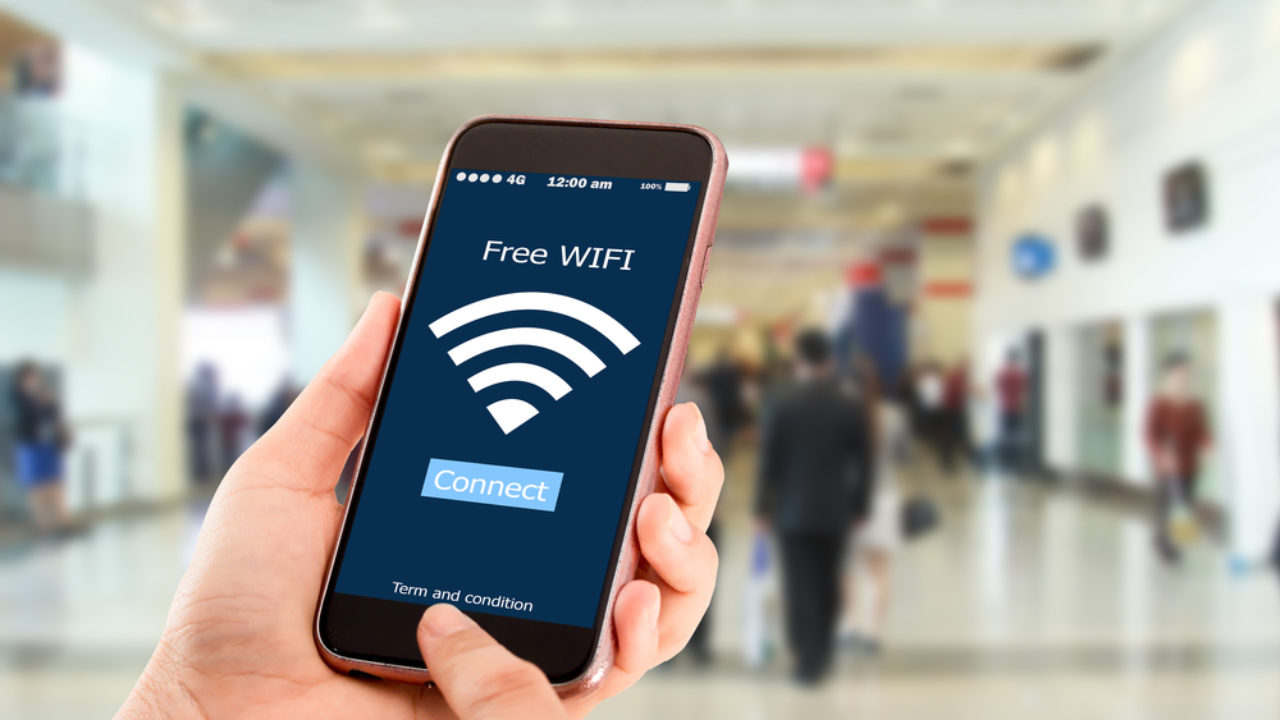 4G 12:00 am 100%
Free WIFI
Connect
Term and condition